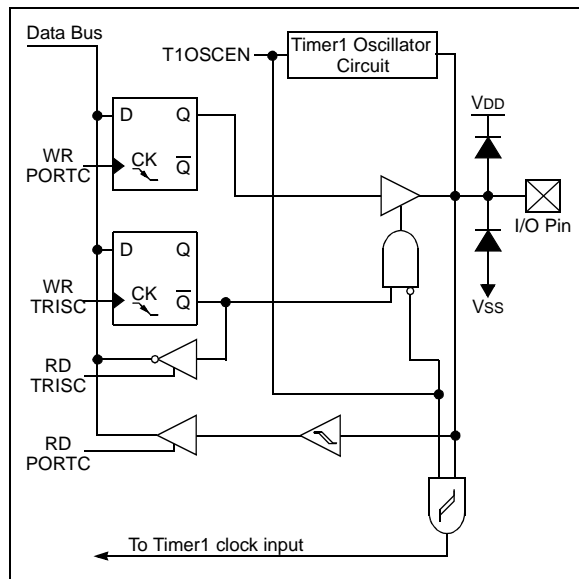 Data Bus
T1OSCEN
Timer1 Oscillator
Circuit
VDD
D Q
WR
PORTC
CK
Q
I/O Pin
D Q
WR
TRISC
CK
Q
VSS
RD
TRISC
RD
PORTC
To Timer1 clock input